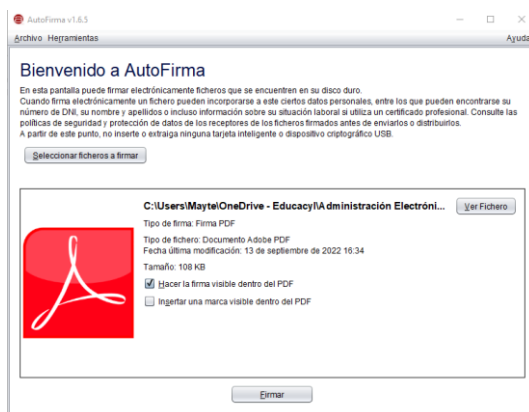 AutoFirma v1.6.5
Archivo Herramientas Ayuda
Bienvenido a AutoFirma
En esta pantalla puede firmar electrónicamente ficheros que se encuentren en su disco duro.
Cuando firma electrónicamente un fichero pueden incorporarse a este ciertos datos personales, entre los que pueden encontrarse su
número de DNI, su nombre y apellidos o incluso información sobre su situación laboral si utiliza un certificado profesional. Consulte las
políticas de seguridad y protección de datos de los receptores de los ficheros firmados antes de enviarlos o distribuirlos.
A partir de este punto, no inserte o extraiga ninguna tarjeta inteligente o dispositivo criptográfico USB.
Seleccionar ficheros a firmar
C:\Users\Mayte\OneDrive - Educacyl\Administración Electróni... Ver Fichero
Tipo de firma: Firma PDF
Tipo de fichero: Documento Adobe PDF
Fecha última modificación: 13 de septiembre de 2022 16:34
Tamaño: 108 KB
Hacer la firma visible dentro del PDF
Insertar una marca visible dentro del PDF
Firmar